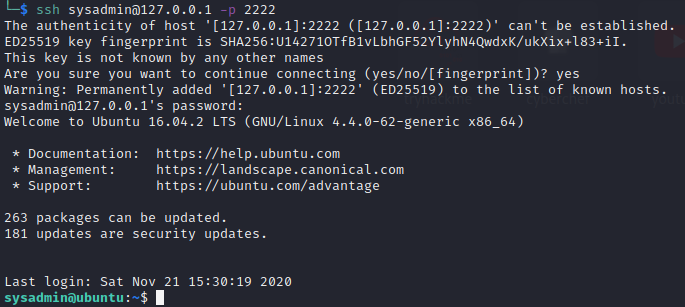 └─$ ssh sysadmin@127.0.0.1 -p 2222
The authenticity of host '[127.0.0.1]:2222 ([127.0.0.1]:2222)' can't be established.
ED25519 key fingerprint is SHA256:U14271OTfB1vLbhGF52YlyhN4QwdxK/ukXix+l83+iI.
This key is not known by any other names
Are you sure you want to continue connecting (yes/no/[fingerprint])? yes
Warning: Permanently added '[127.0.0.1]:2222' (ED25519) to the list of known hosts.
sysadmin@127.0.0.1's password:
Welcome to Ubuntu 16.04.2 LTS (GNU/Linux 4.4.0-62-generic x86_64)
* Documentation: https://help.ubuntu.com
* Management: https://landscape.canonical.com
* Support: https://ubuntu.com/advantage
263 packages can be updated.
181 updates are security updates.
Last login: Sat Nov 21 15:30:19 2020
sysadmin@ubuntu:~$